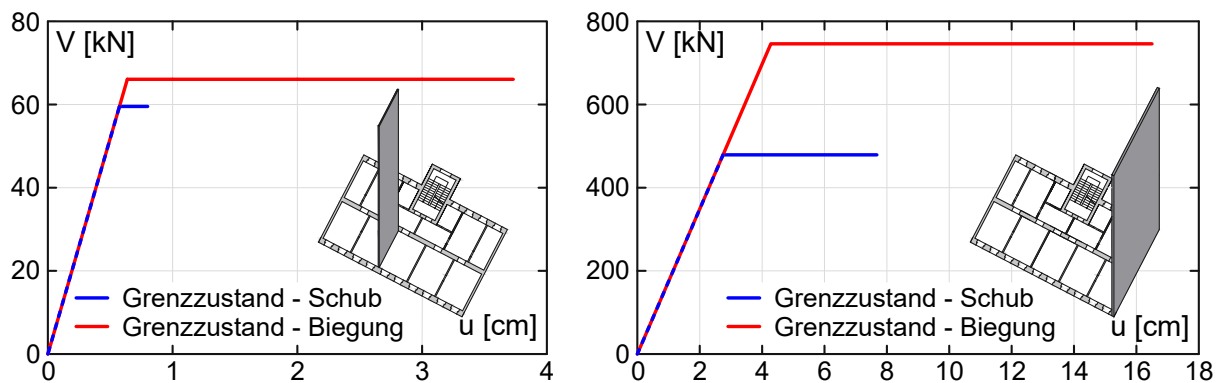 80
V [kN]
60
40
20
0
Grenzzustand - Schub
Grenzzustand - Biegung
u [cm]
0 1 2 3 4
800
V [kN]
600
400
200
0
Grenzzustand - Schub
Grenzzustand - Biegung
u [cm]
0 2 4 6 8 10 12 14 16 18